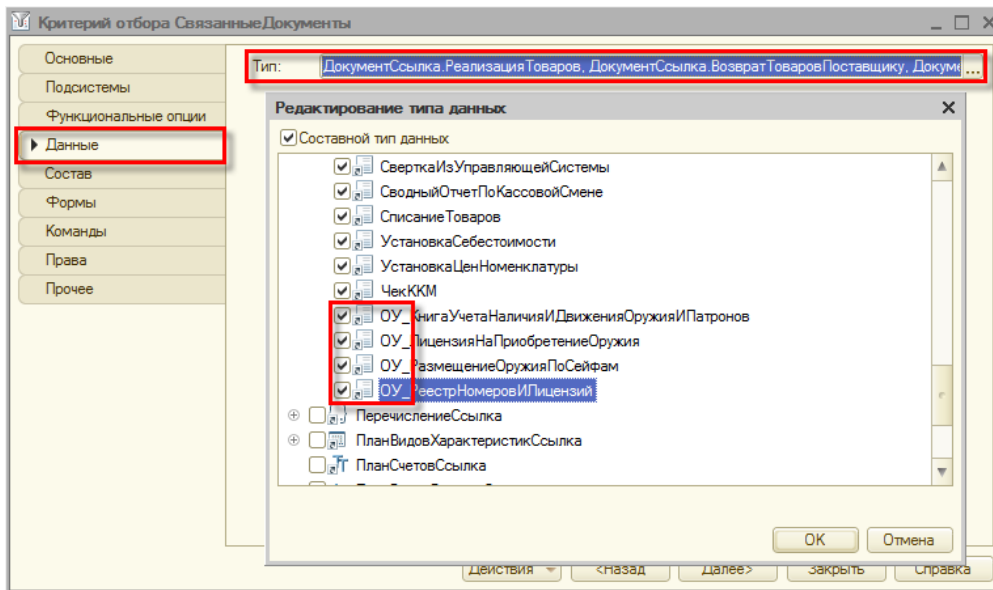 Критерий отбора СвязанныеДокументы
Основные
Подсистемы
Функциональные опции
Данные
Состав
Формы
Команды
Права
Прочее
Тип: ДокументСсылка.РеализацияТоваров, ДокументСсылка.ВозвратТоваровПоставщику, Докуме ...
Редактирование типа данных
Составной тип данных
СверткаИзУправляющейСистемы
СводныйОтчетПоКассовойСмене
СписаниеТоваров
УстановкаСебестоимости
УстановкаЦенНоменклатуры
ЧекККМ
ОУ_КнигаУчетаНаличияИДвиженияОружияИПатронов
ОУ_ЛицензияНаПриобретениеОружия
ОУ_РазмещениеОружияПоСейфам
ОУ_РеестрНомеровИЛицензий
ПеречислениеСсылка
ПланВидовХарактеристикСсылка
ПланСчетовСсылка
OK Отмена
Действия <Назад Далее> Закрыть Справка